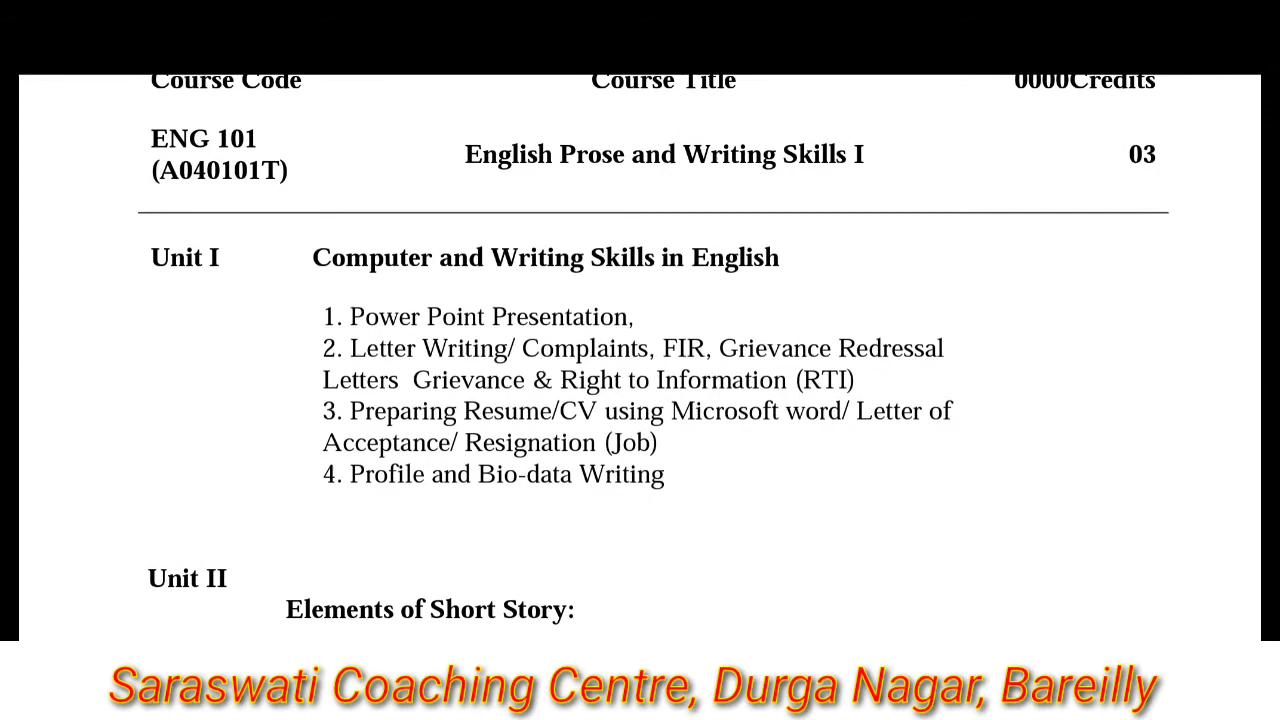 Course Code Course Title 0000Credits
ENG 101
(A040101T) English Prose and Writing Skills I 03
Unit I Computer and Writing Skills in English
1. Power Point Presentation,
2. Letter Writing/ Complaints, FIR, Grievance Redressal
Letters Grievance & Right to Information (RTI)
3. Preparing Resume/CV using Microsoft word/ Letter of
Acceptance/ Resignation (Job)
4. Profile and Bio-data Writing
Unit II
Elements of Short Story:
Saraswati Coaching Centre, Durga Nagar, Bareilly